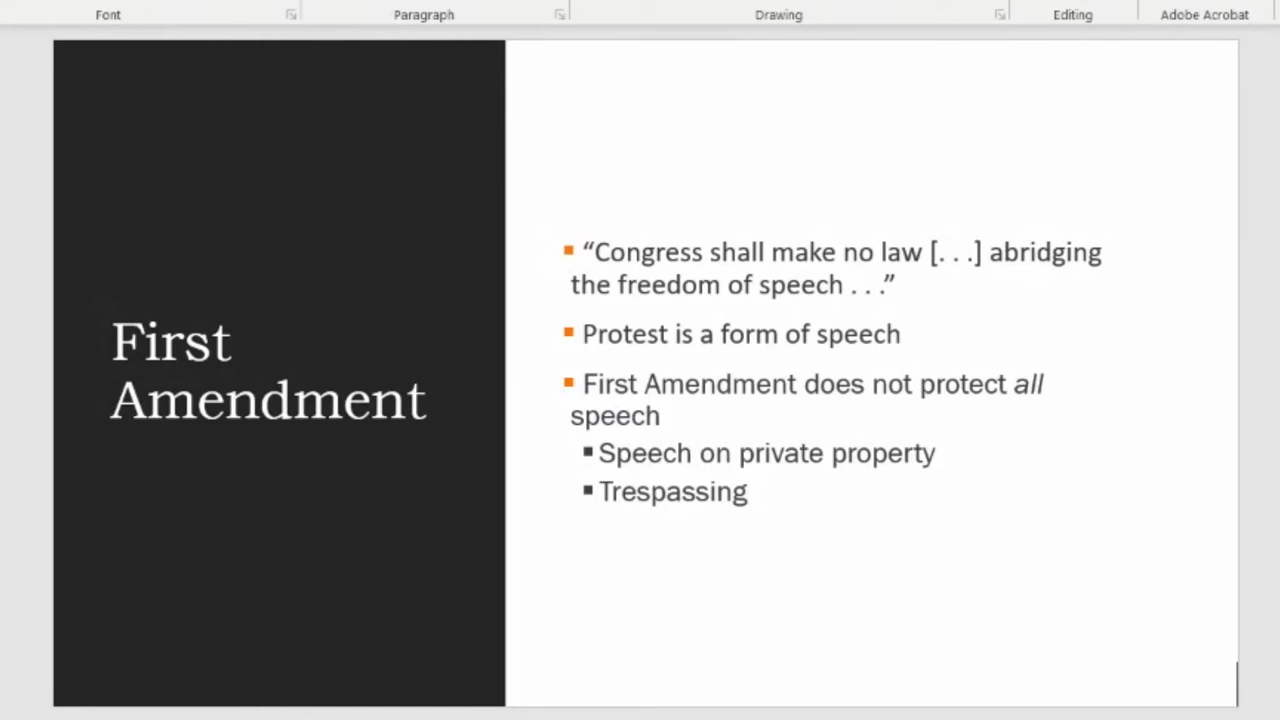 Font Paragraph Drawing Editing Adobe Acrobat
First
Amendment
“Congress shall make no law [. . .] abridging
the freedom of speech . . .”
Protest is a form of speech
First Amendment does not protect all
speech
Speech on private property
Trespassing